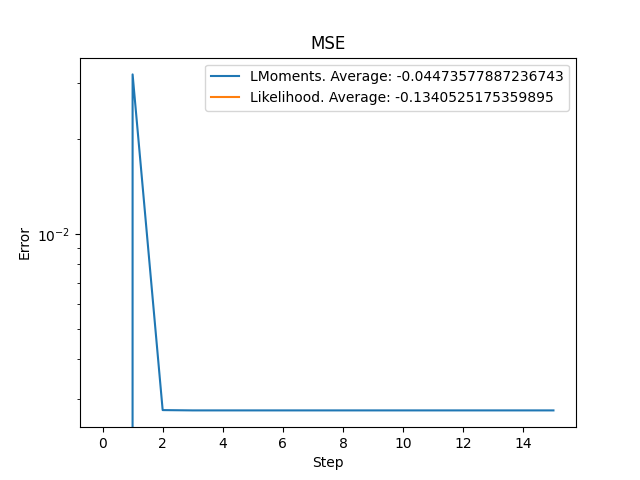 MSE
LMoments. Average: -0.04473577887236743
Likelihood. Average: -0.1340525175359895
Error
10⁻²
0 2 4 6 8 10 12 14
Step